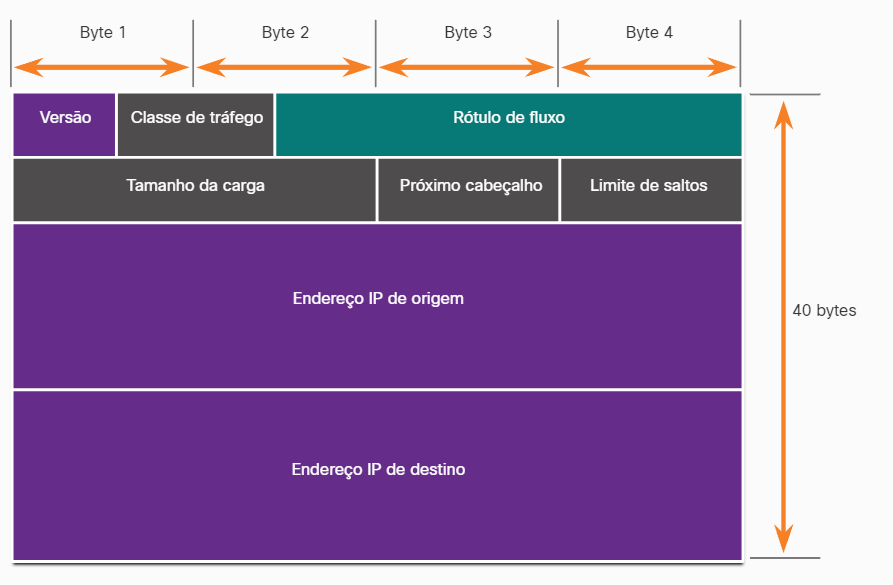 Byte 1
Byte 2
Byte 3
Byte 4
Versão
Classe de tráfego
Rótulo de fluxo
Tamanho da carga
Próximo cabeçalho
Limite de saltos
Endereço IP de origem
40 bytes
Endereço IP de destino